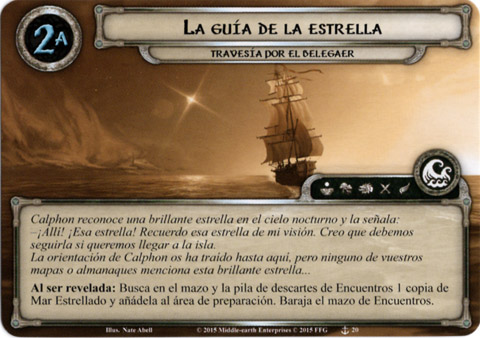 2A
La guía de la estrella
Travesía por el Belegaer
Calphon reconoce una brillante estrella en el cielo nocturno y la señala:
–¡Allí! ¡Esa estrella! Recuerdo esa estrella de mi visión. Creo que debemos
seguirla si queremos llegar a la isla.
La orientación de Calphon os ha traído hasta aquí, pero ninguno de vuestros
mapas o almanaques menciona esta brillante estrella...
Al ser revelada: Busca en el mazo y la pila de descartes de Encuentros 1 copia de
Mar Estrellado y añádela al área de preparación. Baraja el mazo de Encuentros.
Illus. Nate Abell
© 2015 Middle-earth Enterprises © 2015 FFG
20